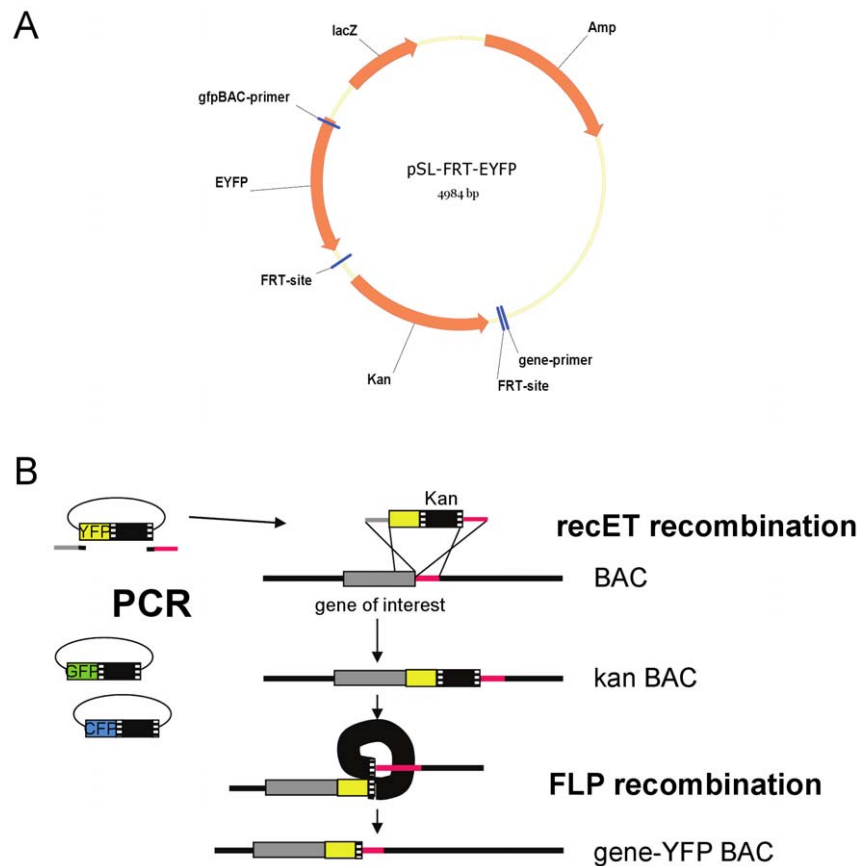 A
lacZ
Amp
gfpBAC-primer
pSL-FRT-EYFP
4984 bp
EYFP
FRT-site
gene-primer
FRT-site
Kan
B
Kan
YFP
recET recombination
BAC
PCR
gene of interest
GFP
kan BAC
CFP
FLP recombination
gene-YFP BAC